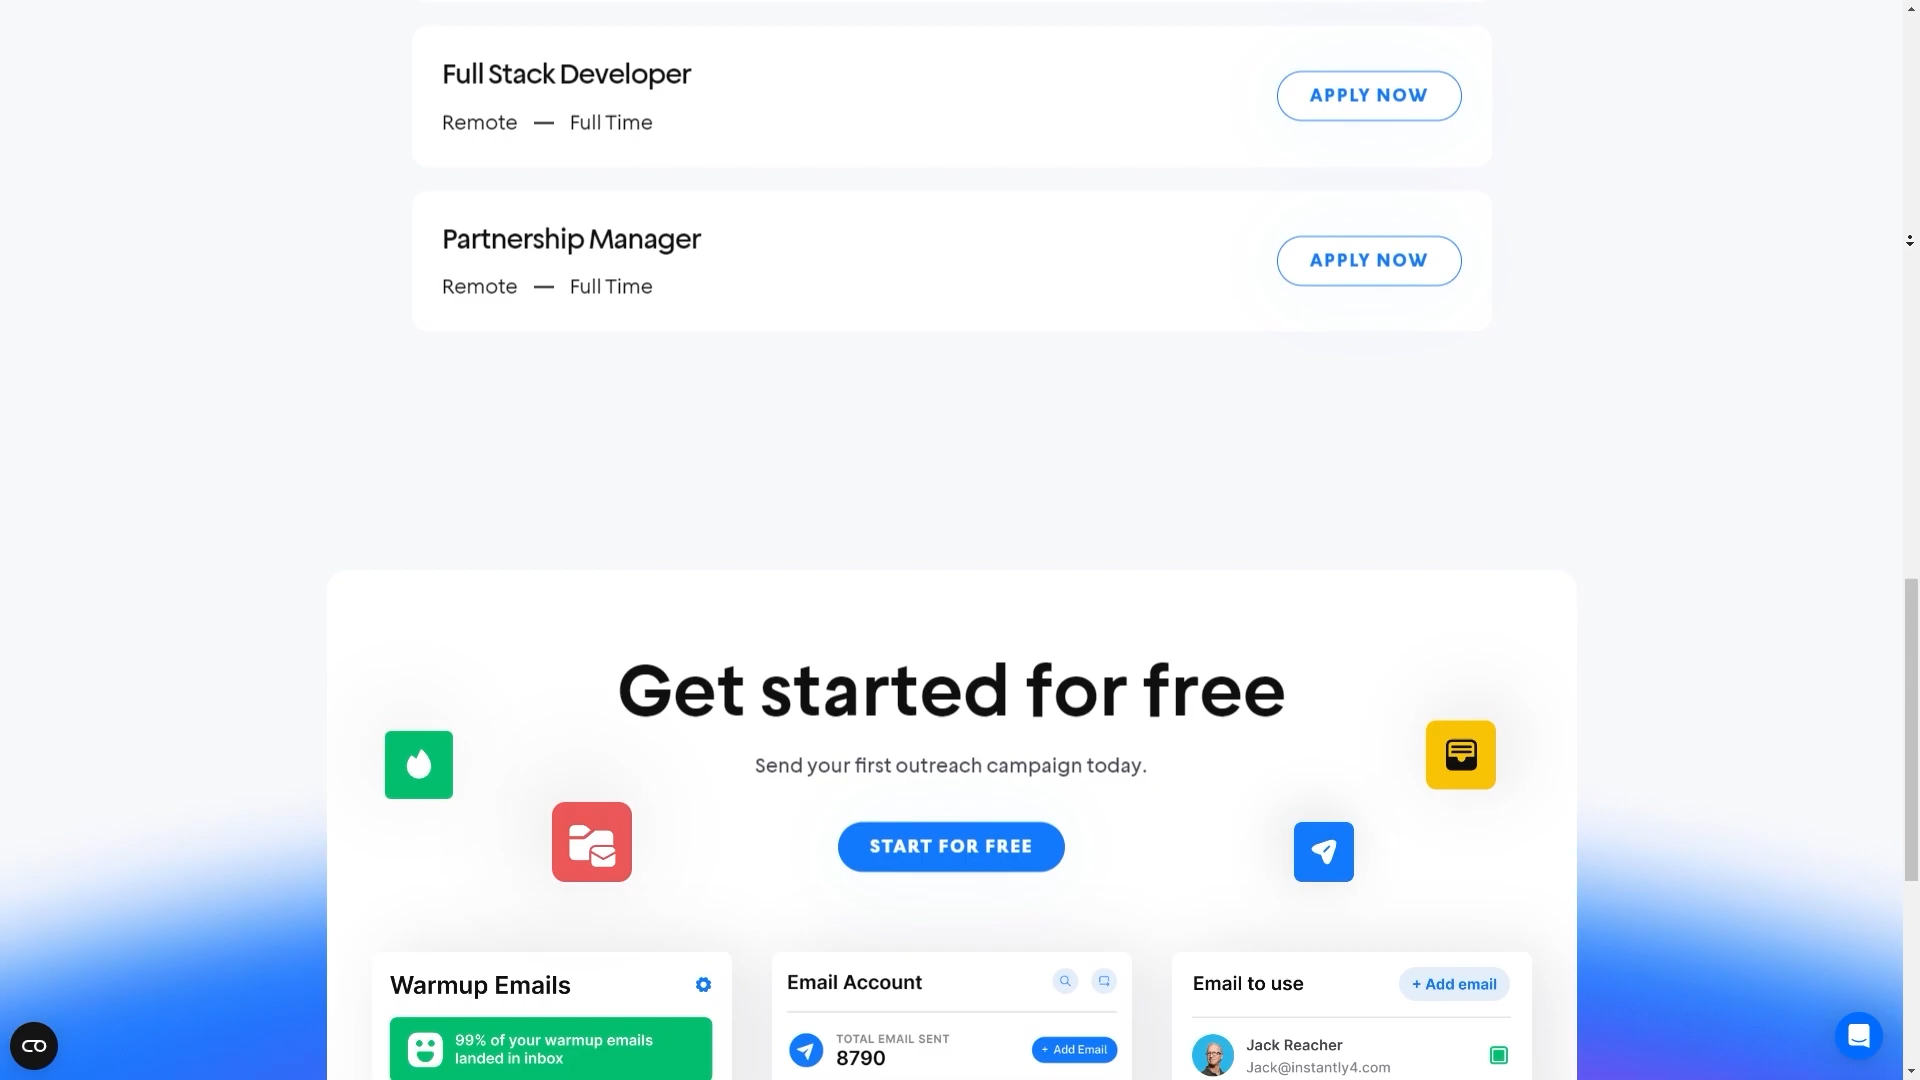 Full Stack Developer
Remote — Full Time
APPLY NOW
Partnership Manager
Remote — Full Time
APPLY NOW
Get started for free
Send your first outreach campaign today.
START FOR FREE
Warmup Emails
99% of your warmup emails
landed in inbox
Email Account
TOTAL EMAIL SENT
8790
+ Add Email
Email to use
+ Add email
Jack Reacher
Jack@instantly4.com